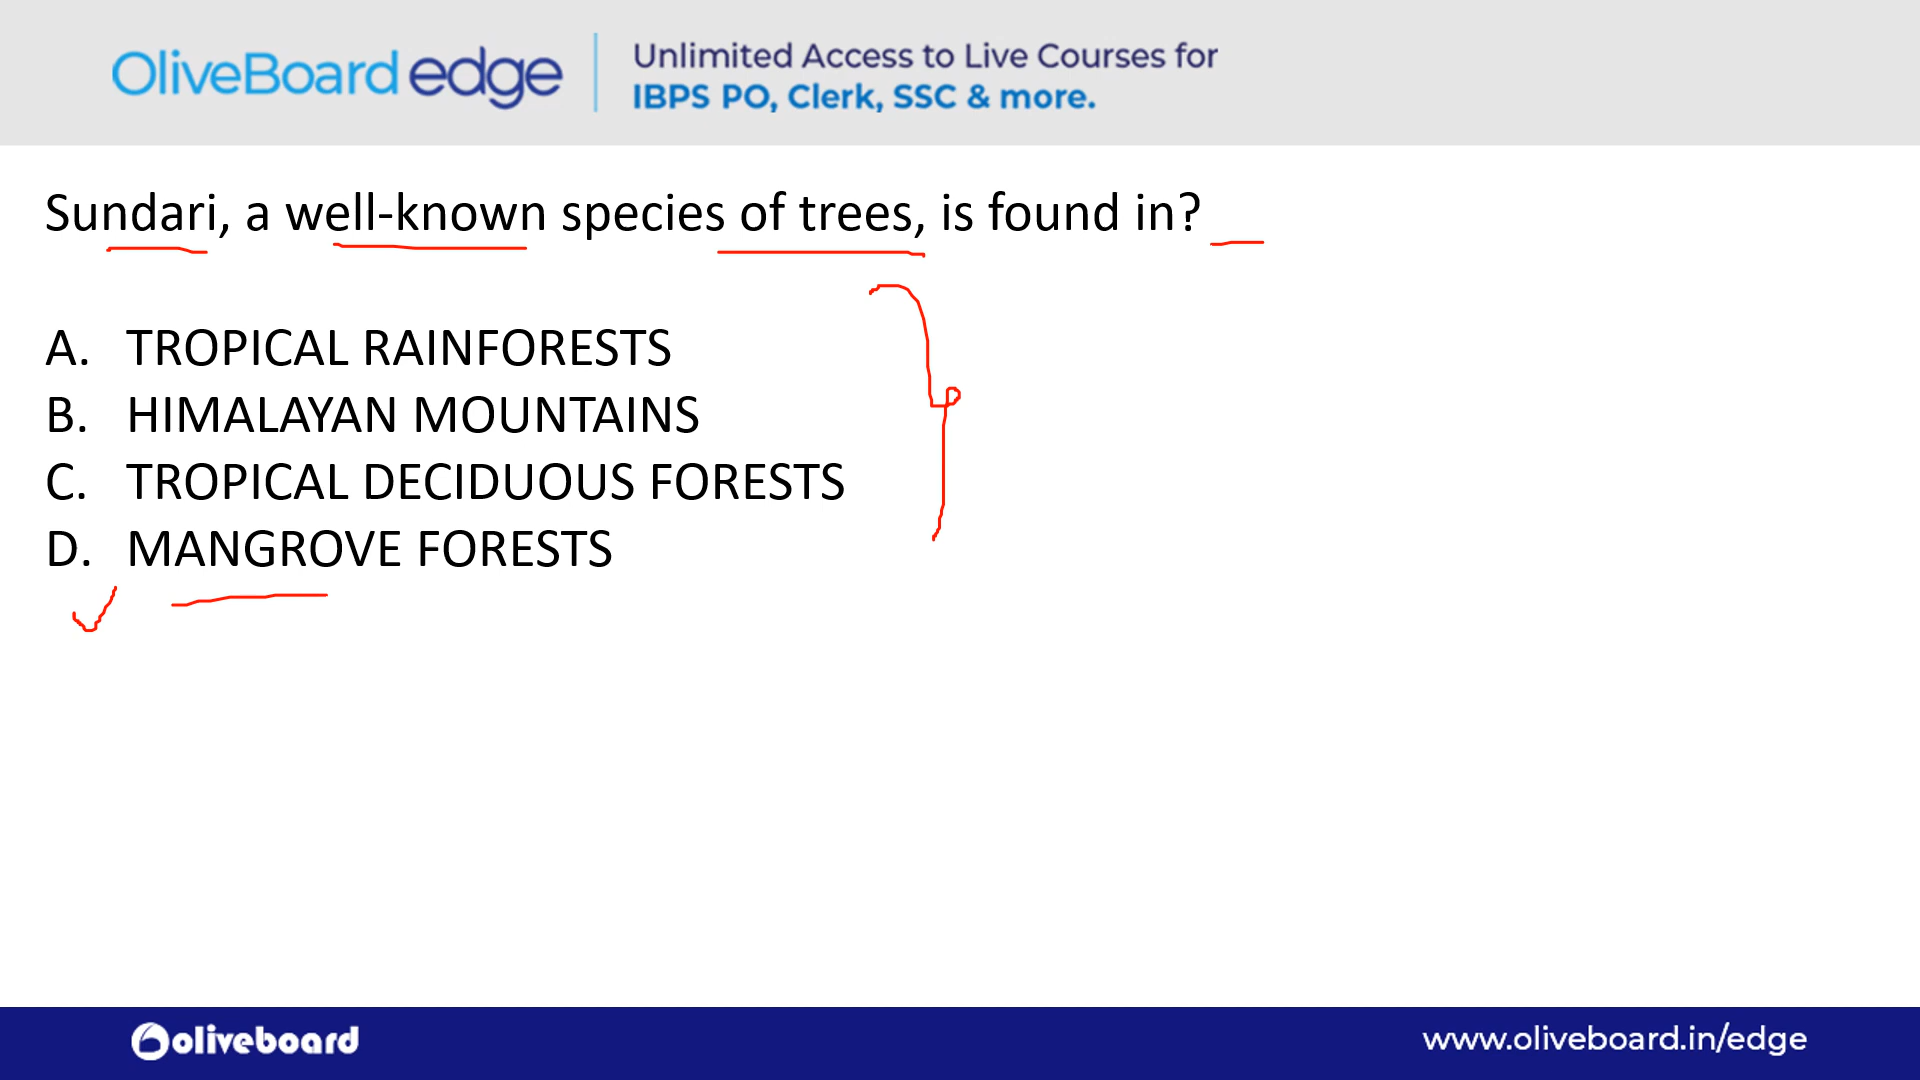 OliveBoard edge
Unlimited Access to Live Courses for
IBPS PO, Clerk, SSC & more.
Sundari, a well-known species of trees, is found in?
A. TROPICAL RAINFORESTS
B. HIMALAYAN MOUNTAINS
C. TROPICAL DECIDUOUS FORESTS
D. MANGROVE FORESTS
oliveboard
www.oliveboard.in/edge